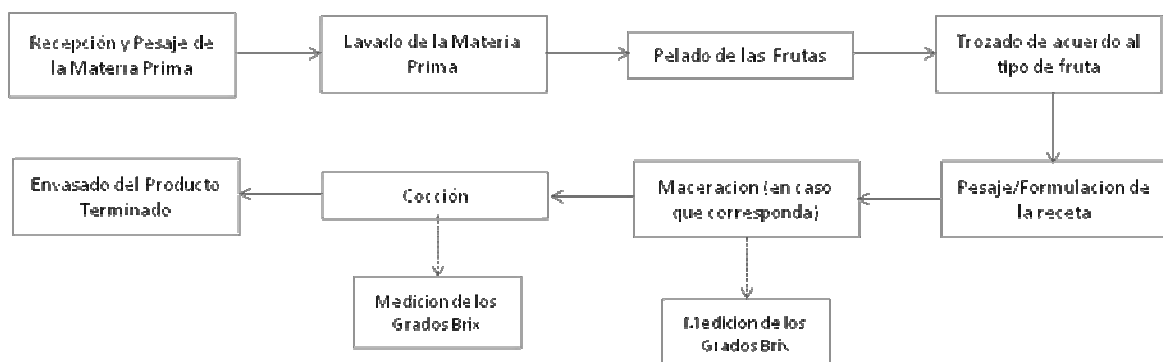 Recepción y Pesaje de
la Materia Prima
Lavado de la Materia
Prima
Pelado de las Frutas
Trozado de acuerdo al
tipo de fruta
Pesaje/Formulacion de
la receta
Maceracion (en caso
que corresponda)
Cocción
Envasado del Producto
Terminado
Medicion de los
Grados Brix
Medicion de los
Grados Brix